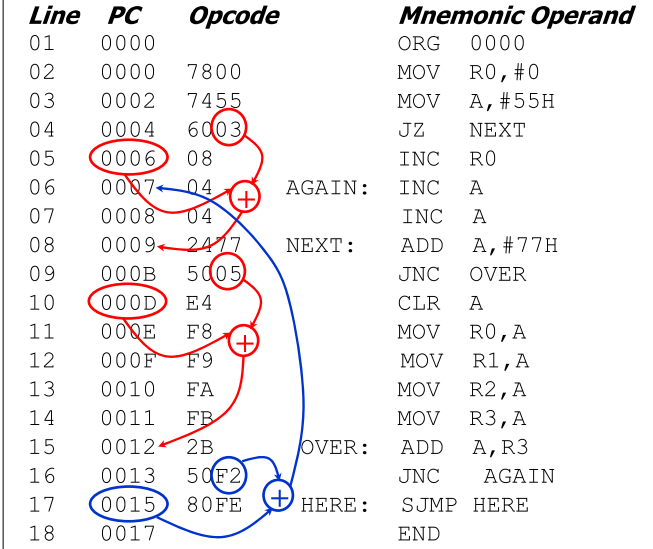 Line PC Opcode Mnemonic Operand
01 0000 ORG 0000
02 0000 7800 MOV R0,#0
03 0002 7455 MOV A,#55H
04 0004 6003 JZ NEXT
05 0006 08 INC R0
06 0007 04 AGAIN: INC A
07 0008 04 INC A
08 0009 2477 NEXT: ADD A,#77H
09 000B 5005 JNC OVER
10 000D E4 CLR A
11 000E F8 MOV R0,A
12 000F F9 MOV R1,A
13 0010 FA MOV R2,A
14 0011 FB MOV R3,A
15 0012 2B OVER: ADD A,R3
16 0013 50F2 JNC AGAIN
17 0015 80FE HERE: SJMP HERE
18 0017 END